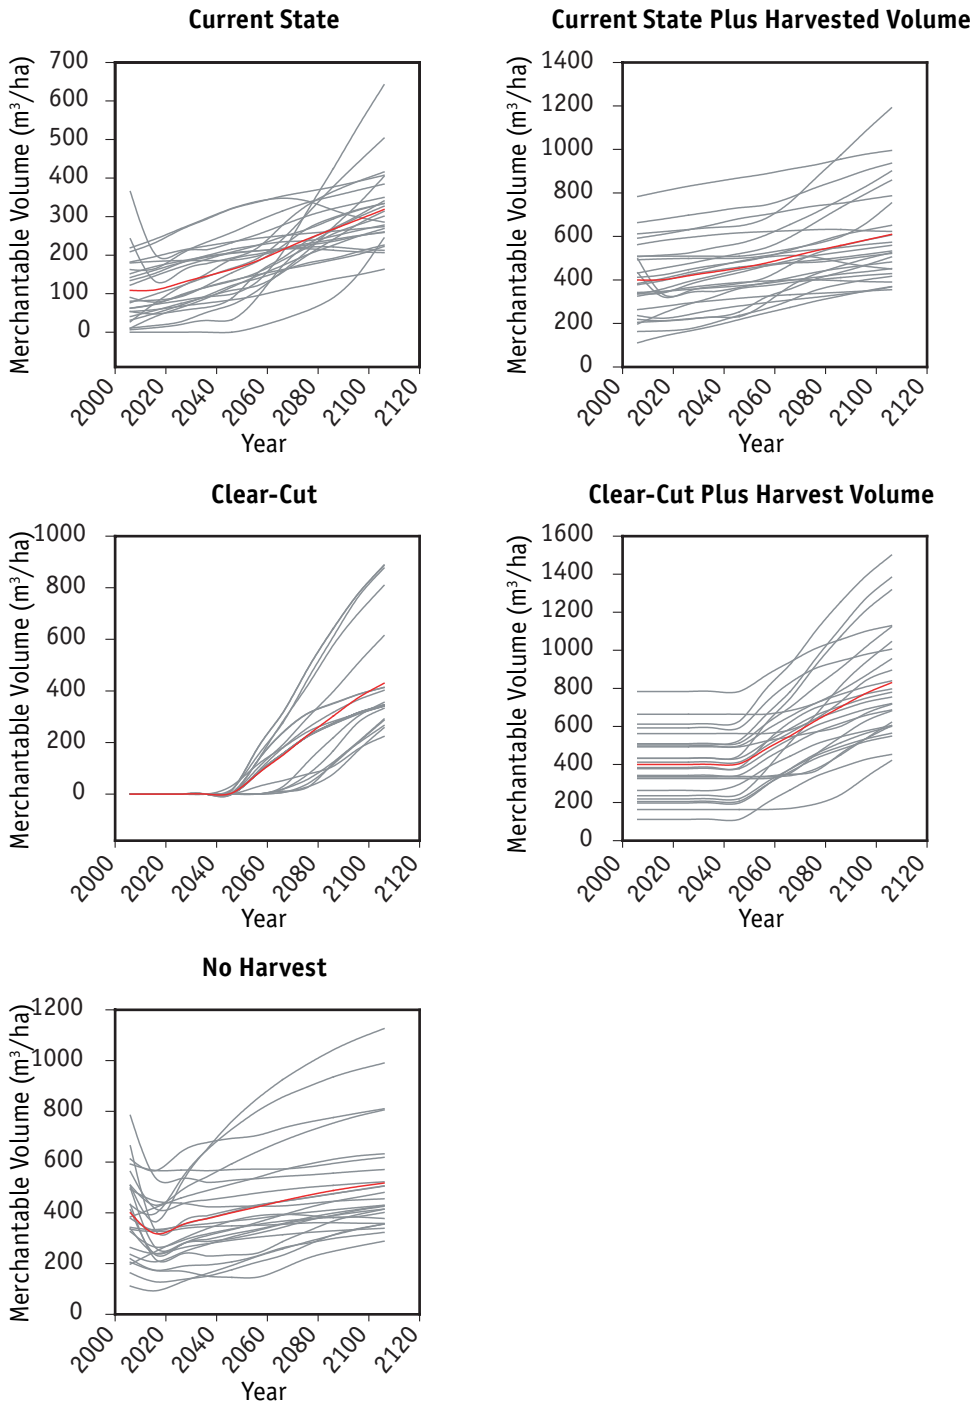 Current State
Merchantable Volume (m³/ha)
700
600
500
400
300
200
100
0
2000 2020 2040 2060 2080 2100 2120
Year
Current State Plus Harvested Volume
Merchantable Volume (m³/ha)
1400
1200
1000
800
600
400
200
0
2000 2020 2040 2060 2080 2100 2120
Year
Clear-Cut
Merchantable Volume (m³/ha)
1000
800
600
400
200
0
2000 2020 2040 2060 2080 2100 2120
Year
Clear-Cut Plus Harvest Volume
Merchantable Volume (m³/ha)
1600
1400
1200
1000
800
600
400
200
0
2000 2020 2040 2060 2080 2100 2120
Year
No Harvest
Merchantable Volume (m³/ha)
1200
1000
800
600
400
200
0
2000 2020 2040 2060 2080 2100 2120
Year